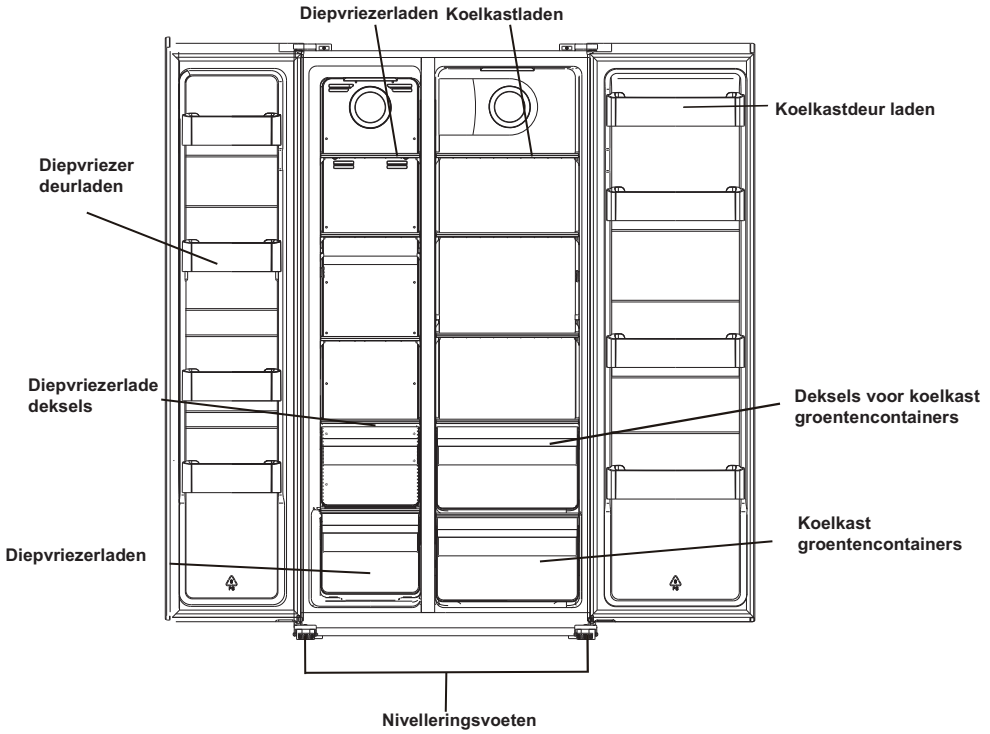 Diepvriezerladen Koelkastladen
Koelkastdeur laden
Diepvriezer
deurladen
Diepvriezerlade
deksels
Deksels voor koelkast
groentencontainers
Koelkast
groentencontainers
Diepvriezerladen
Nivelleringsvoeten